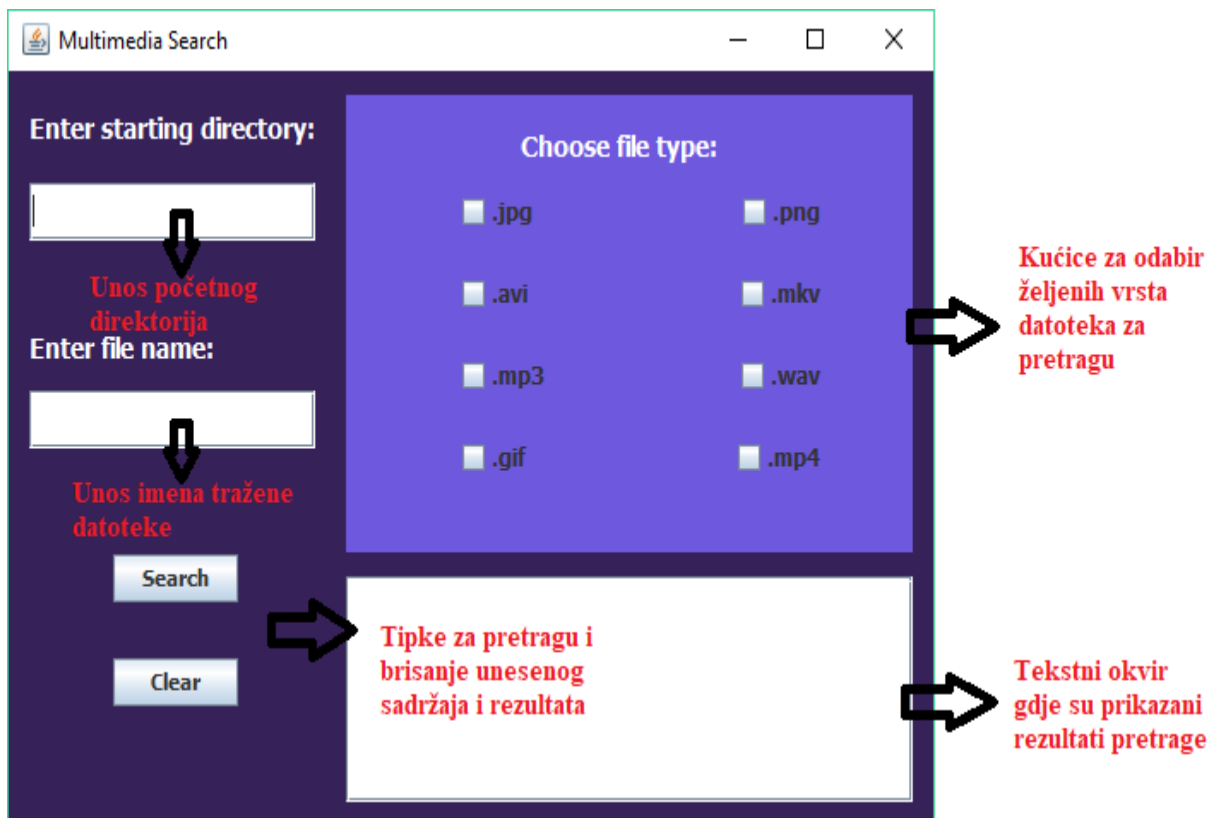 Multimedia Search
Enter starting directory:
Unos početnog
direktorija
Enter file name:
Unos imena tražene
datoteke
Search
Clear
Choose file type:
.jpg
.png
.avi
.mkv
.mp3
.wav
.gif
.mp4
Tipke za pretragu i
brisanje unesenog
sadržaja i rezultata
Kućice za odabir
željenih vrsta
datoteka za
pretragu
Tekstni okvir
gdje su prikazani
rezultati pretrage